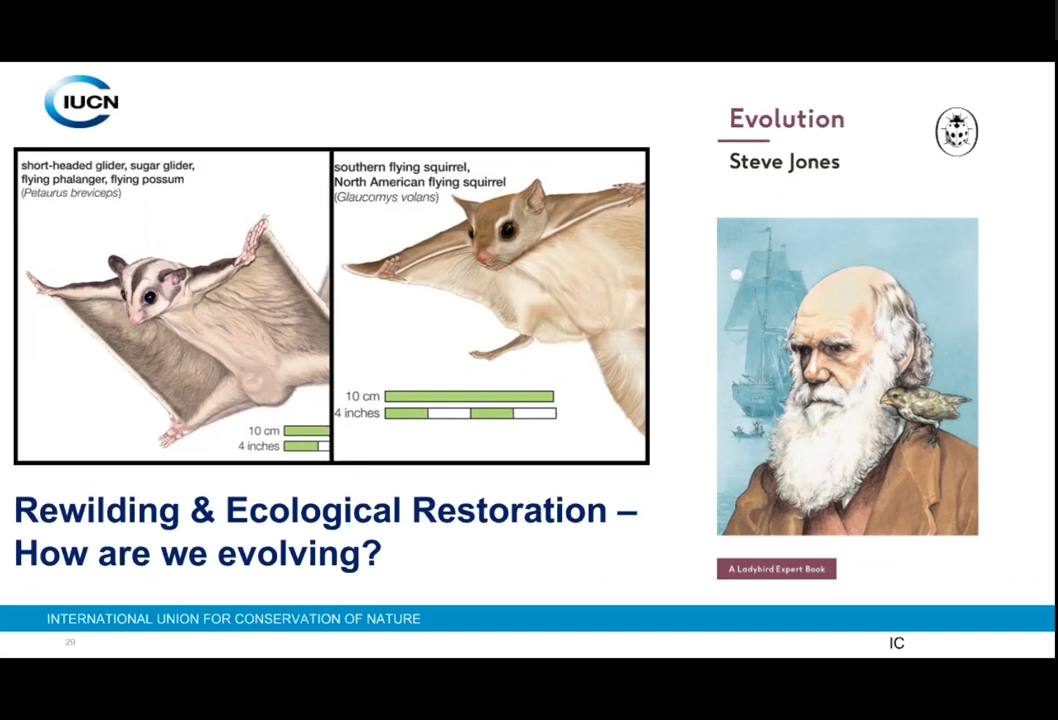 IUCN
short-headed glider, sugar glider,
flying phalanger, flying possum
(Petaurus breviceps)
10 cm
4 inches
southern flying squirrel,
North American flying squirrel
(Glaucomys volans)
10 cm
4 inches
Evolution
Steve Jones
A Ladybird Expert Book
Rewilding & Ecological Restoration –
How are we evolving?
INTERNATIONAL UNION FOR CONSERVATION OF NATURE
29
IC